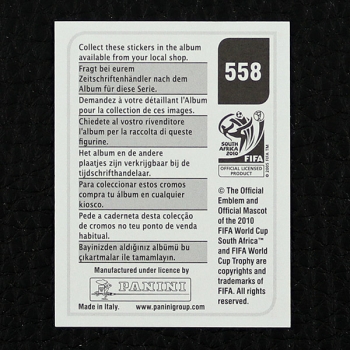 Collect these stickers in the album
available from your local shop.
Fragt bei eurem
Zeitschriftenhändler nach dem
Album für diese Serie.
Demandez à votre détaillant l'Album
pour la collection de ces images.
Chiedete al vostro rivenditore
l'album per la raccolta di queste
figurine.
Het album en de andere
plaatjes zijn verkrijgbaar bij de
tijdschrifthandelaar.
Para coleccionar estos cromos
compra tu álbum en cualquier
kiosco.
Peça a caderneta desta colecção
de cromos no teu ponto de venda
habitual.
Bayinizden aldığınız albümü bu
çıkartmalar ile tamamlayın.
Manufactured under licence by
PANINI
Made in Italy. www.paninigroup.com
558
SOUTH AFRICA
2010
FIFA
© 2005 FIFA TM
OFFICIAL LICENSED
PRODUCT
© The Official
Emblem and
Official Mascot
of the 2010
FIFA World Cup
South Africa™
and FIFA World
Cup Trophy are
copyrights and
trademarks of
FIFA. All rights
reserved.